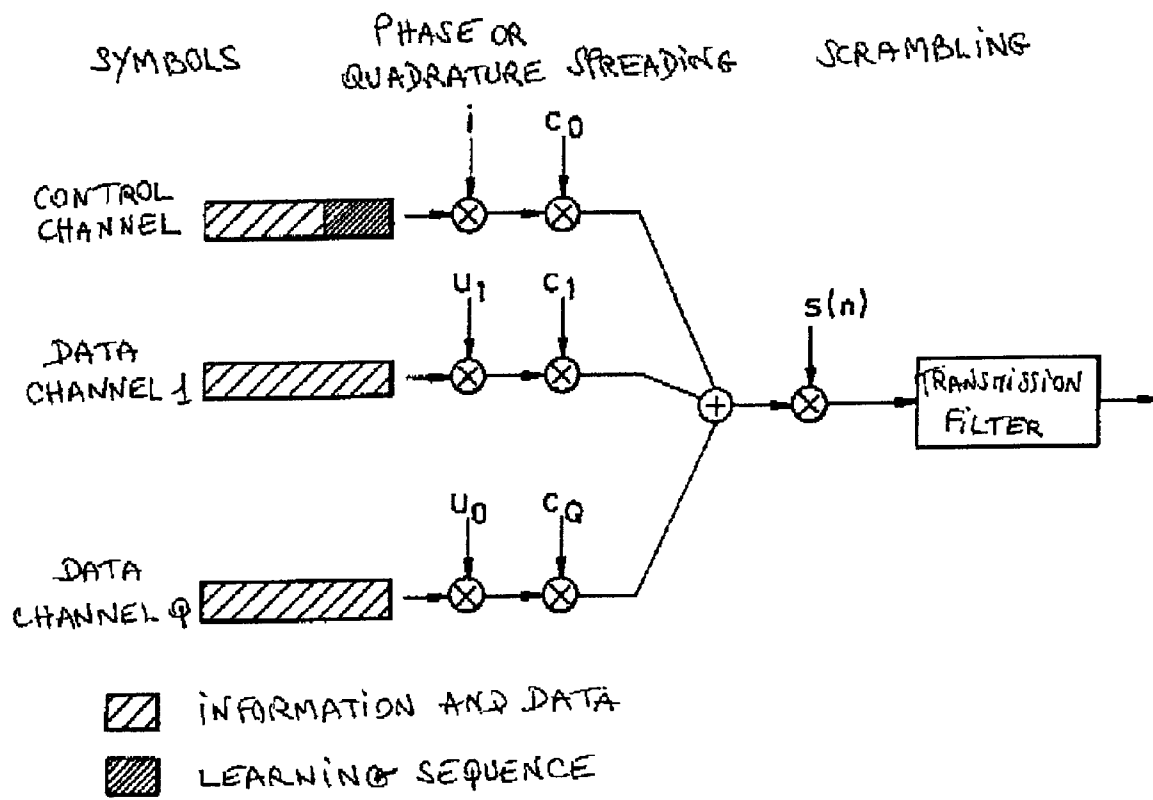 SYMBOLS
PHASE OR
QUADRATURE
SPREADING
SCRAMBLING
i
c0
CONTROL
CHANNEL
u1
c1
DATA
CHANNEL 1
s(n)
TRANSMISSION
FILTER
u0
cQ
DATA
CHANNEL Q
INFORMATION AND DATA
LEARNING SEQUENCE